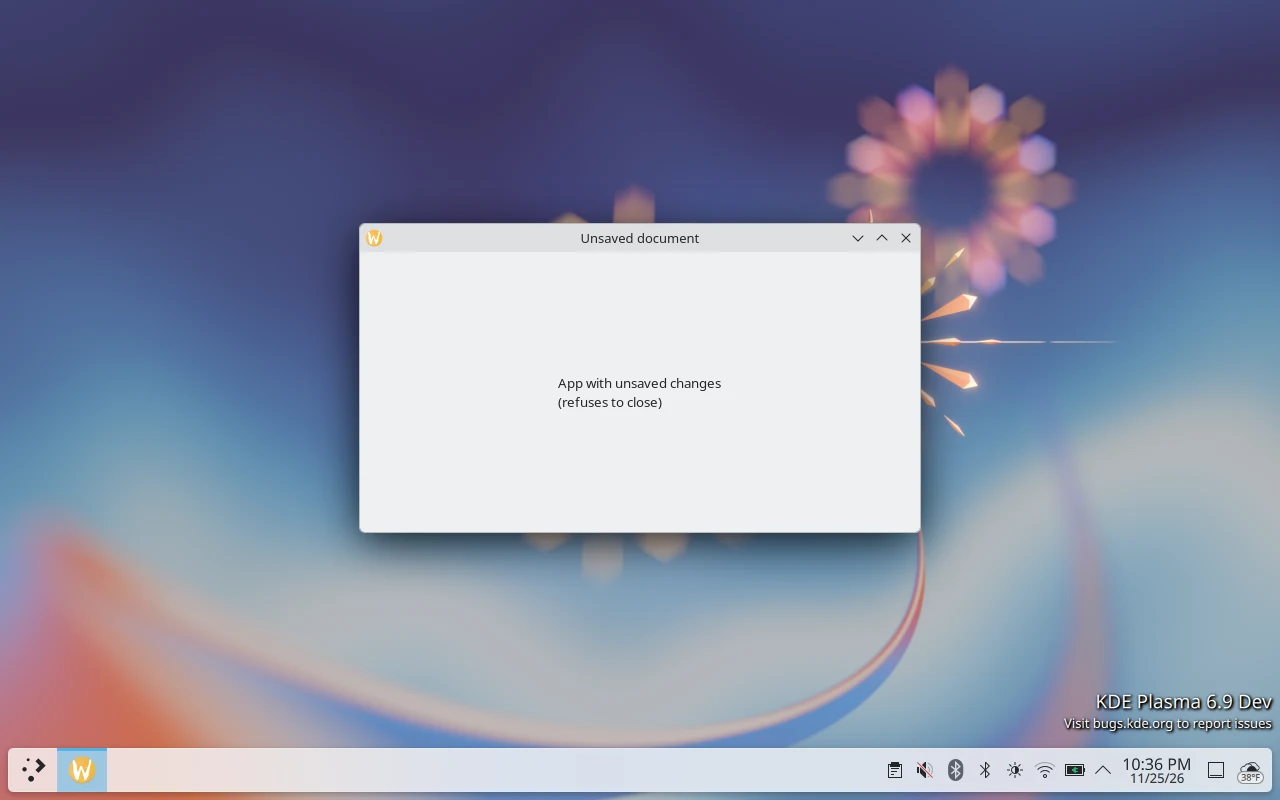 Unsaved document
App with unsaved changes
(refuses to close)
KDE Plasma 6.9 Dev
Visit bugs.kde.org to report issues
10:36 PM
11/25/26
38°F